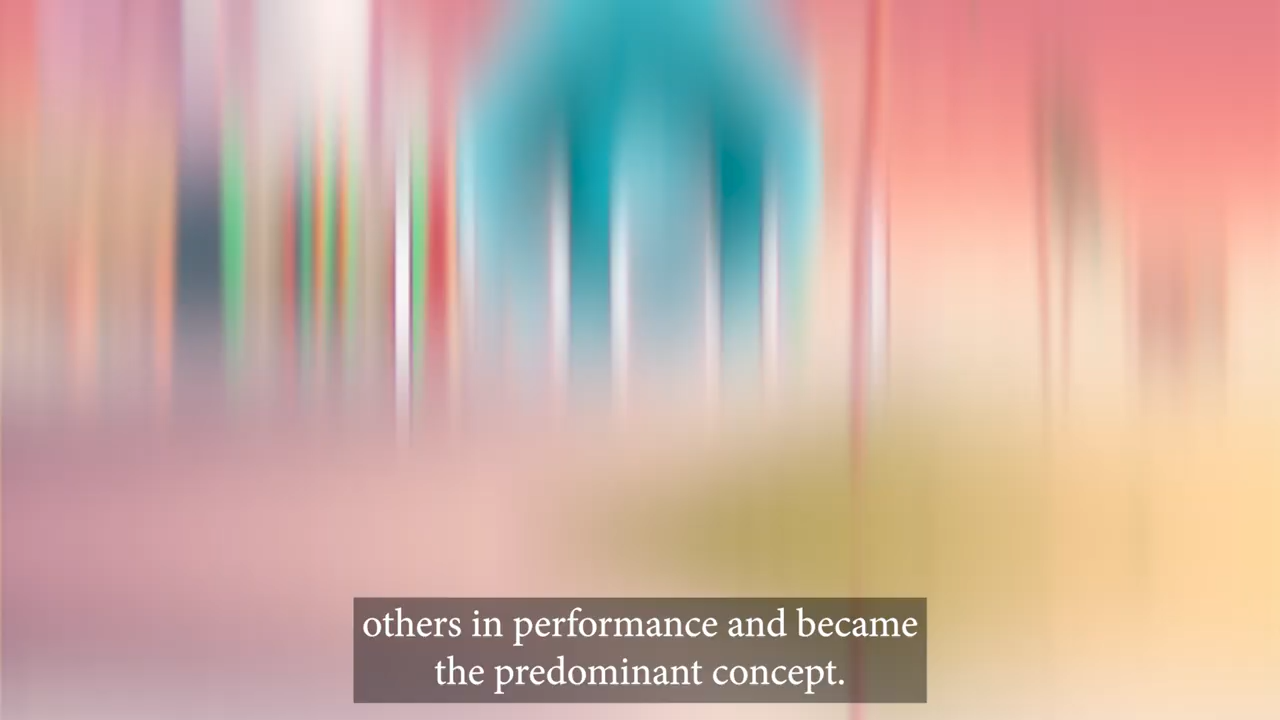 others in performance and became
the predominant concept.